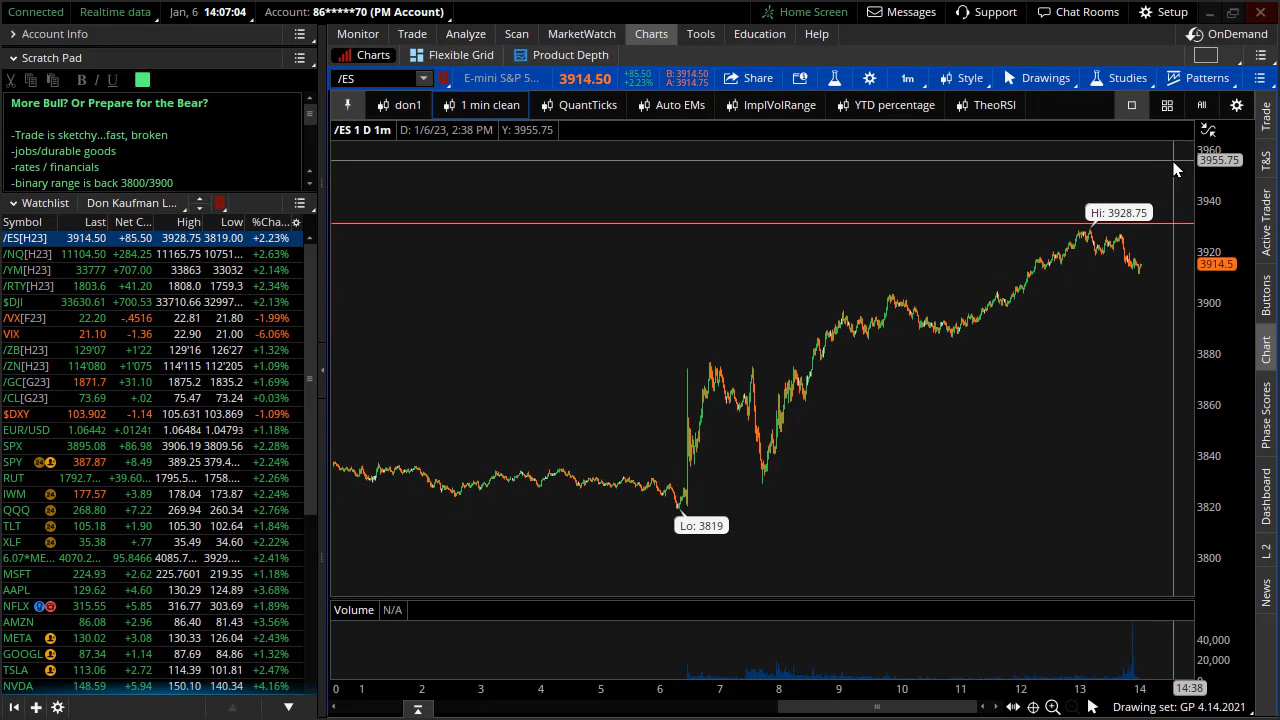 Connected Realtime data Jan, 6 14:07:04 Account: 86*****70 (PM Account) Home Screen Messages Support Chat Rooms Setup
Account Info
Monitor Trade Analyze Scan MarketWatch Charts Tools Education Help OnDemand
Scratch Pad
Charts Flexible Grid Product Depth
B I U
/ES E-mini S&P 5... 3914.50 +85.50 +2.23% B: 3914.50 A: 3914.75 Share 1m Style Drawings Studies Patterns
More Bull? Or Prepare for the Bear?
-Trade is sketchy...fast, broken
-jobs/durable goods
-rates / financials
-binary range is back 3800/3900
don1 1 min clean QuantTicks Auto EMs ImplVolRange YTD percentage TheoRSI All
/ES 1 D 1m D: 1/6/23, 2:38 PM Y: 3955.75
Watchlist Don Kaufman L...
Symbol Last Net C... High Low %Cha...
/ES[H23] 3914.50 +85.50 3928.75 3819.00 +2.23%
/NQ[H23] 11104.50 +284.25 11165.75 10751... +2.63%
/YM[H23] 33777 +707.00 33863 33032 +2.14%
/RTY[H23] 1803.6 +41.20 1808.0 1759.3 +2.34%
$DJI 33630.61 +700.53 33710.66 32997... +2.13%
/VX[F23] 22.20 -.4516 22.81 21.80 -1.99%
VIX 21.10 -1.36 22.90 21.00 -6.06%
/ZB[H23] 129'07 +1'22 129'16 126'27 +1.32%
/ZN[H23] 114'080 +1'075 114'115 112'205 +1.09%
/GC[G23] 1871.7 +31.10 1875.2 1835.2 +1.69%
/CL[G23] 73.69 +.02 75.47 73.24 +0.03%
$DXY 103.902 -1.14 105.631 103.869 -1.09%
EUR/USD 1.06442 +.01241 1.06484 1.04793 +1.18%
SPX 3895.08 +86.98 3906.19 3809.56 +2.28%
SPY 24 387.87 +8.49 389.25 379.4... +2.24%
RUT 1792.7... +39.60... 1795.5... 1758.... +2.26%
IWM 24 177.57 +3.89 178.04 173.87 +2.24%
QQQ 24 268.80 +7.22 269.94 260.34 +2.76%
TLT 24 105.18 +1.90 105.30 102.64 +1.84%
XLF 24 35.38 +.77 35.49 34.60 +2.22%
6.07*ME... 4070.2... 95.8466 4085.7... 3929.... +2.41%
MSFT 224.93 +2.62 225.7601 219.35 +1.18%
AAPL 129.62 +4.60 130.29 124.89 +3.68%
NFLX 315.55 +5.85 316.77 303.69 +1.89%
AMZN 86.08 +2.96 86.40 81.43 +3.56%
META 130.02 +3.08 130.33 126.04 +2.43%
GOOGL 87.34 +1.14 87.69 84.86 +1.32%
TSLA 113.06 +2.72 114.39 101.81 +2.47%
NVDA 148.59 +5.94 150.10 140.34 +4.16%
Hi: 3928.75
Lo: 3819
3960
3955.75
3940
3920
3914.5
3900
3880
3860
3840
3820
3800
Volume N/A
40,000
20,000
0 1 2 3 4 5 6 7 8 9 10 11 12 13 14 14:38
Drawing set: GP 4.14.2021
Trade
T&S
Active Trader
Buttons
Chart
Phase Scores
Dashboard
L 2
News